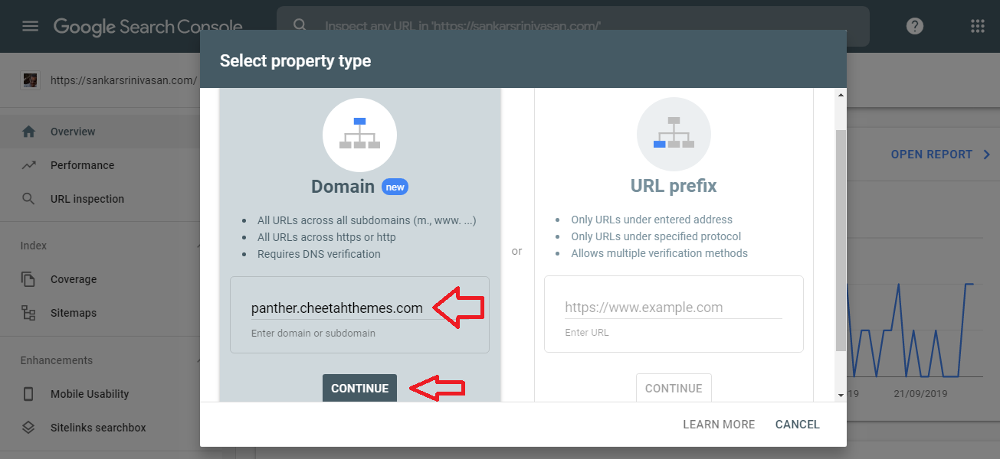 Google Search Console
Inspect any URL in 'https://sankarsrinivasan.com/'
?
Select property type
https://sankarsrinivasan.com/
Overview
Performance
URL inspection
Index
Coverage
Sitemaps
Enhancements
Mobile Usability
Sitelinks searchbox
Domain new
All URLs across all subdomains (m., www. ...)
All URLs across https or http
Requires DNS verification
panther.cheetahthemes.com
Enter domain or subdomain
CONTINUE
or
URL prefix
Only URLs under entered address
Only URLs under specified protocol
Allows multiple verification methods
https://www.example.com
Enter URL
CONTINUE
OPEN REPORT
19
21/09/2019
LEARN MORE
CANCEL